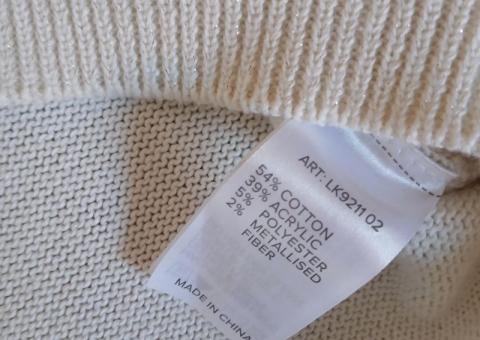 ART: LK9211 02
54% COTTON
39% ACRYLIC
5% POLYESTER
2% METALLISED
FIBER
MADE IN CHINA